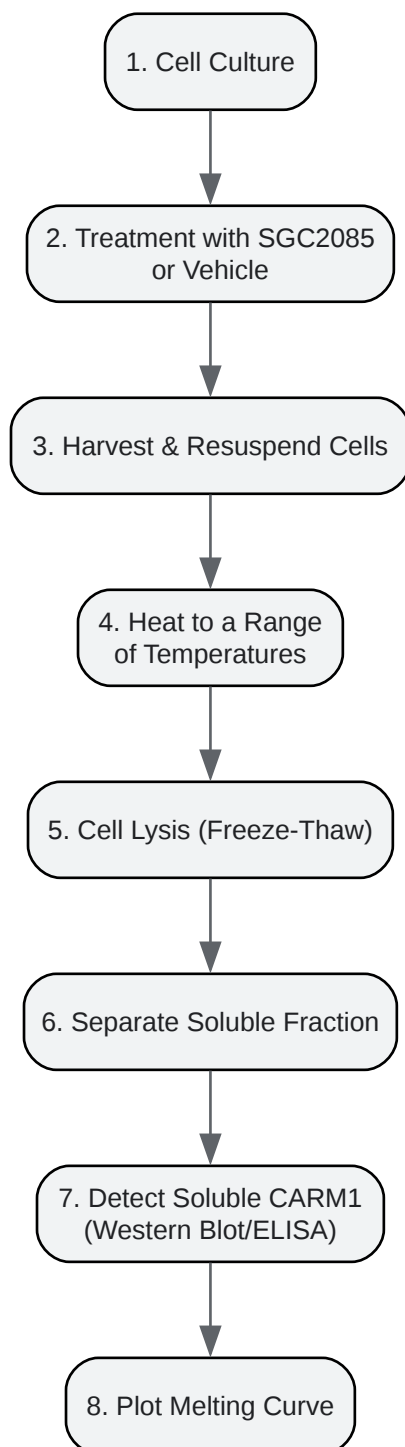 1. Cell Culture
2. Treatment with SGC2085
or Vehicle
3. Harvest & Resuspend Cells
4. Heat to a Range
of Temperatures
5. Cell Lysis (Freeze-Thaw)
6. Separate Soluble Fraction
7. Detect Soluble CARM1
(Western Blot/ELISA)
8. Plot Melting Curve